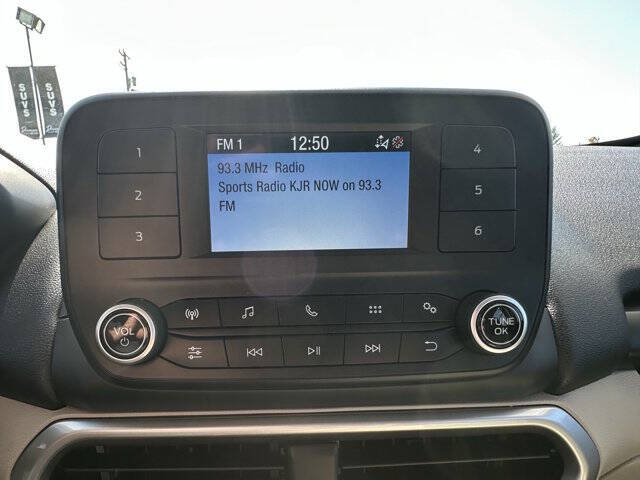 SUVS
SUVS
FM 1 12:50
93.3 MHz Radio
Sports Radio KJR NOW on 93.3
FM
1
2
3
4
5
6
VOL
TUNE
OK